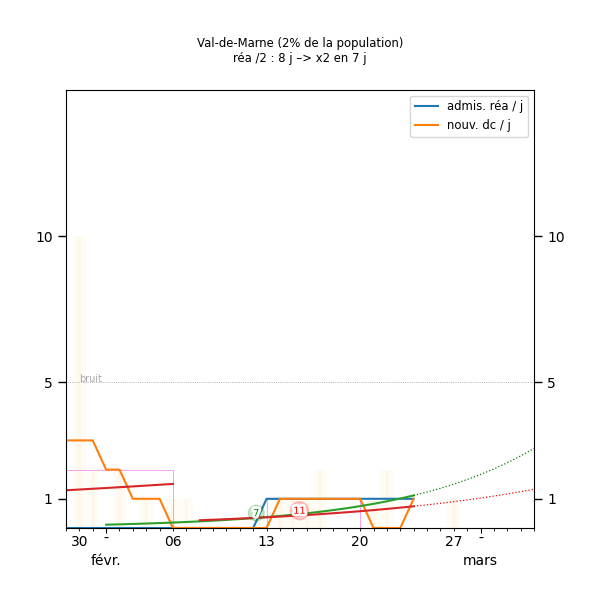 Val-de-Marne (2% de la population)
réa /2 : 8 j –> x2 en 7 j
admis. réa / j
nouv. dc / j
10
10
bruit
5
5
7
11
1
1
30
06
13
20
27
févr.
mars